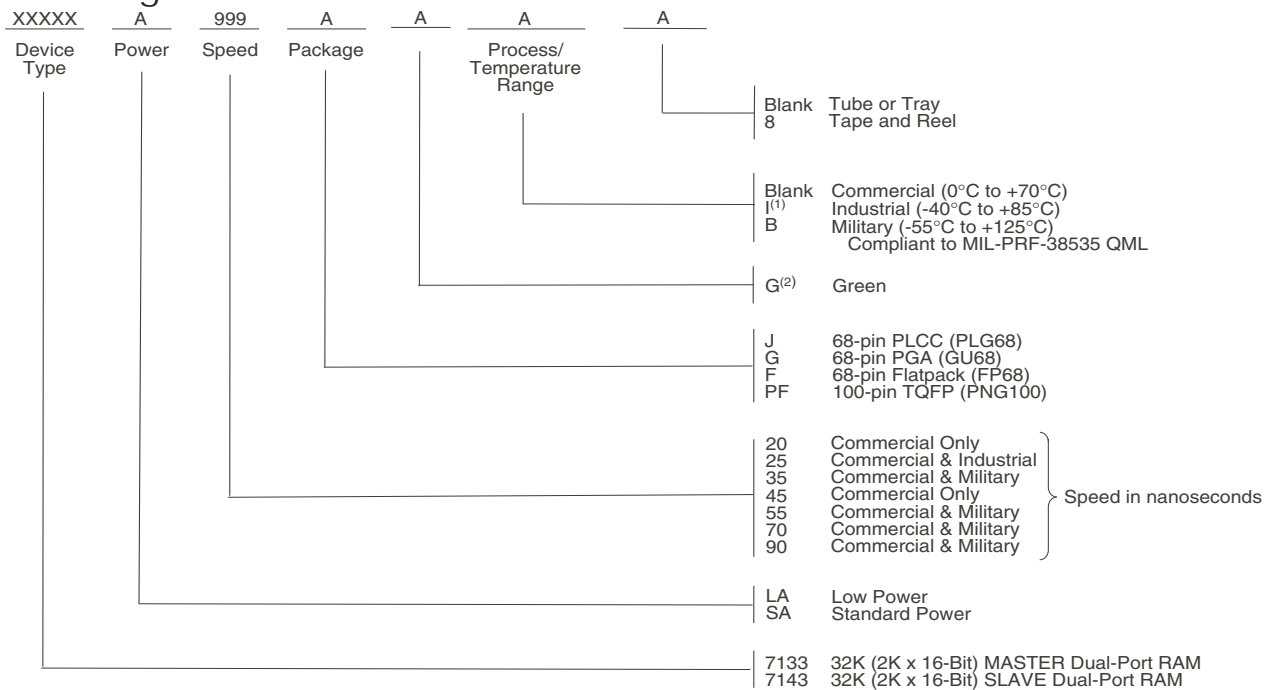 XXXXX A 999 A A A A
Device Type Power Speed Package Process/ Temperature Range
Blank Tube or Tray
8 Tape and Reel
Blank Commercial (0°C to +70°C)
I(1) Industrial (-40°C to +85°C)
B Military (-55°C to +125°C)
Compliant to MIL-PRF-38535 QML
G(2) Green
J 68-pin PLCC (PLG68)
G 68-pin PGA (GU68)
F 68-pin Flatpack (FP68)
PF 100-pin TQFP (PNG100)
20 Commercial Only
25 Commercial & Industrial
35 Commercial & Military
45 Commercial Only
55 Commercial & Military
70 Commercial & Military
90 Commercial & Military
Speed in nanoseconds
LA Low Power
SA Standard Power
7133 32K (2K x 16-Bit) MASTER Dual-Port RAM
7143 32K (2K x 16-Bit) SLAVE Dual-Port RAM